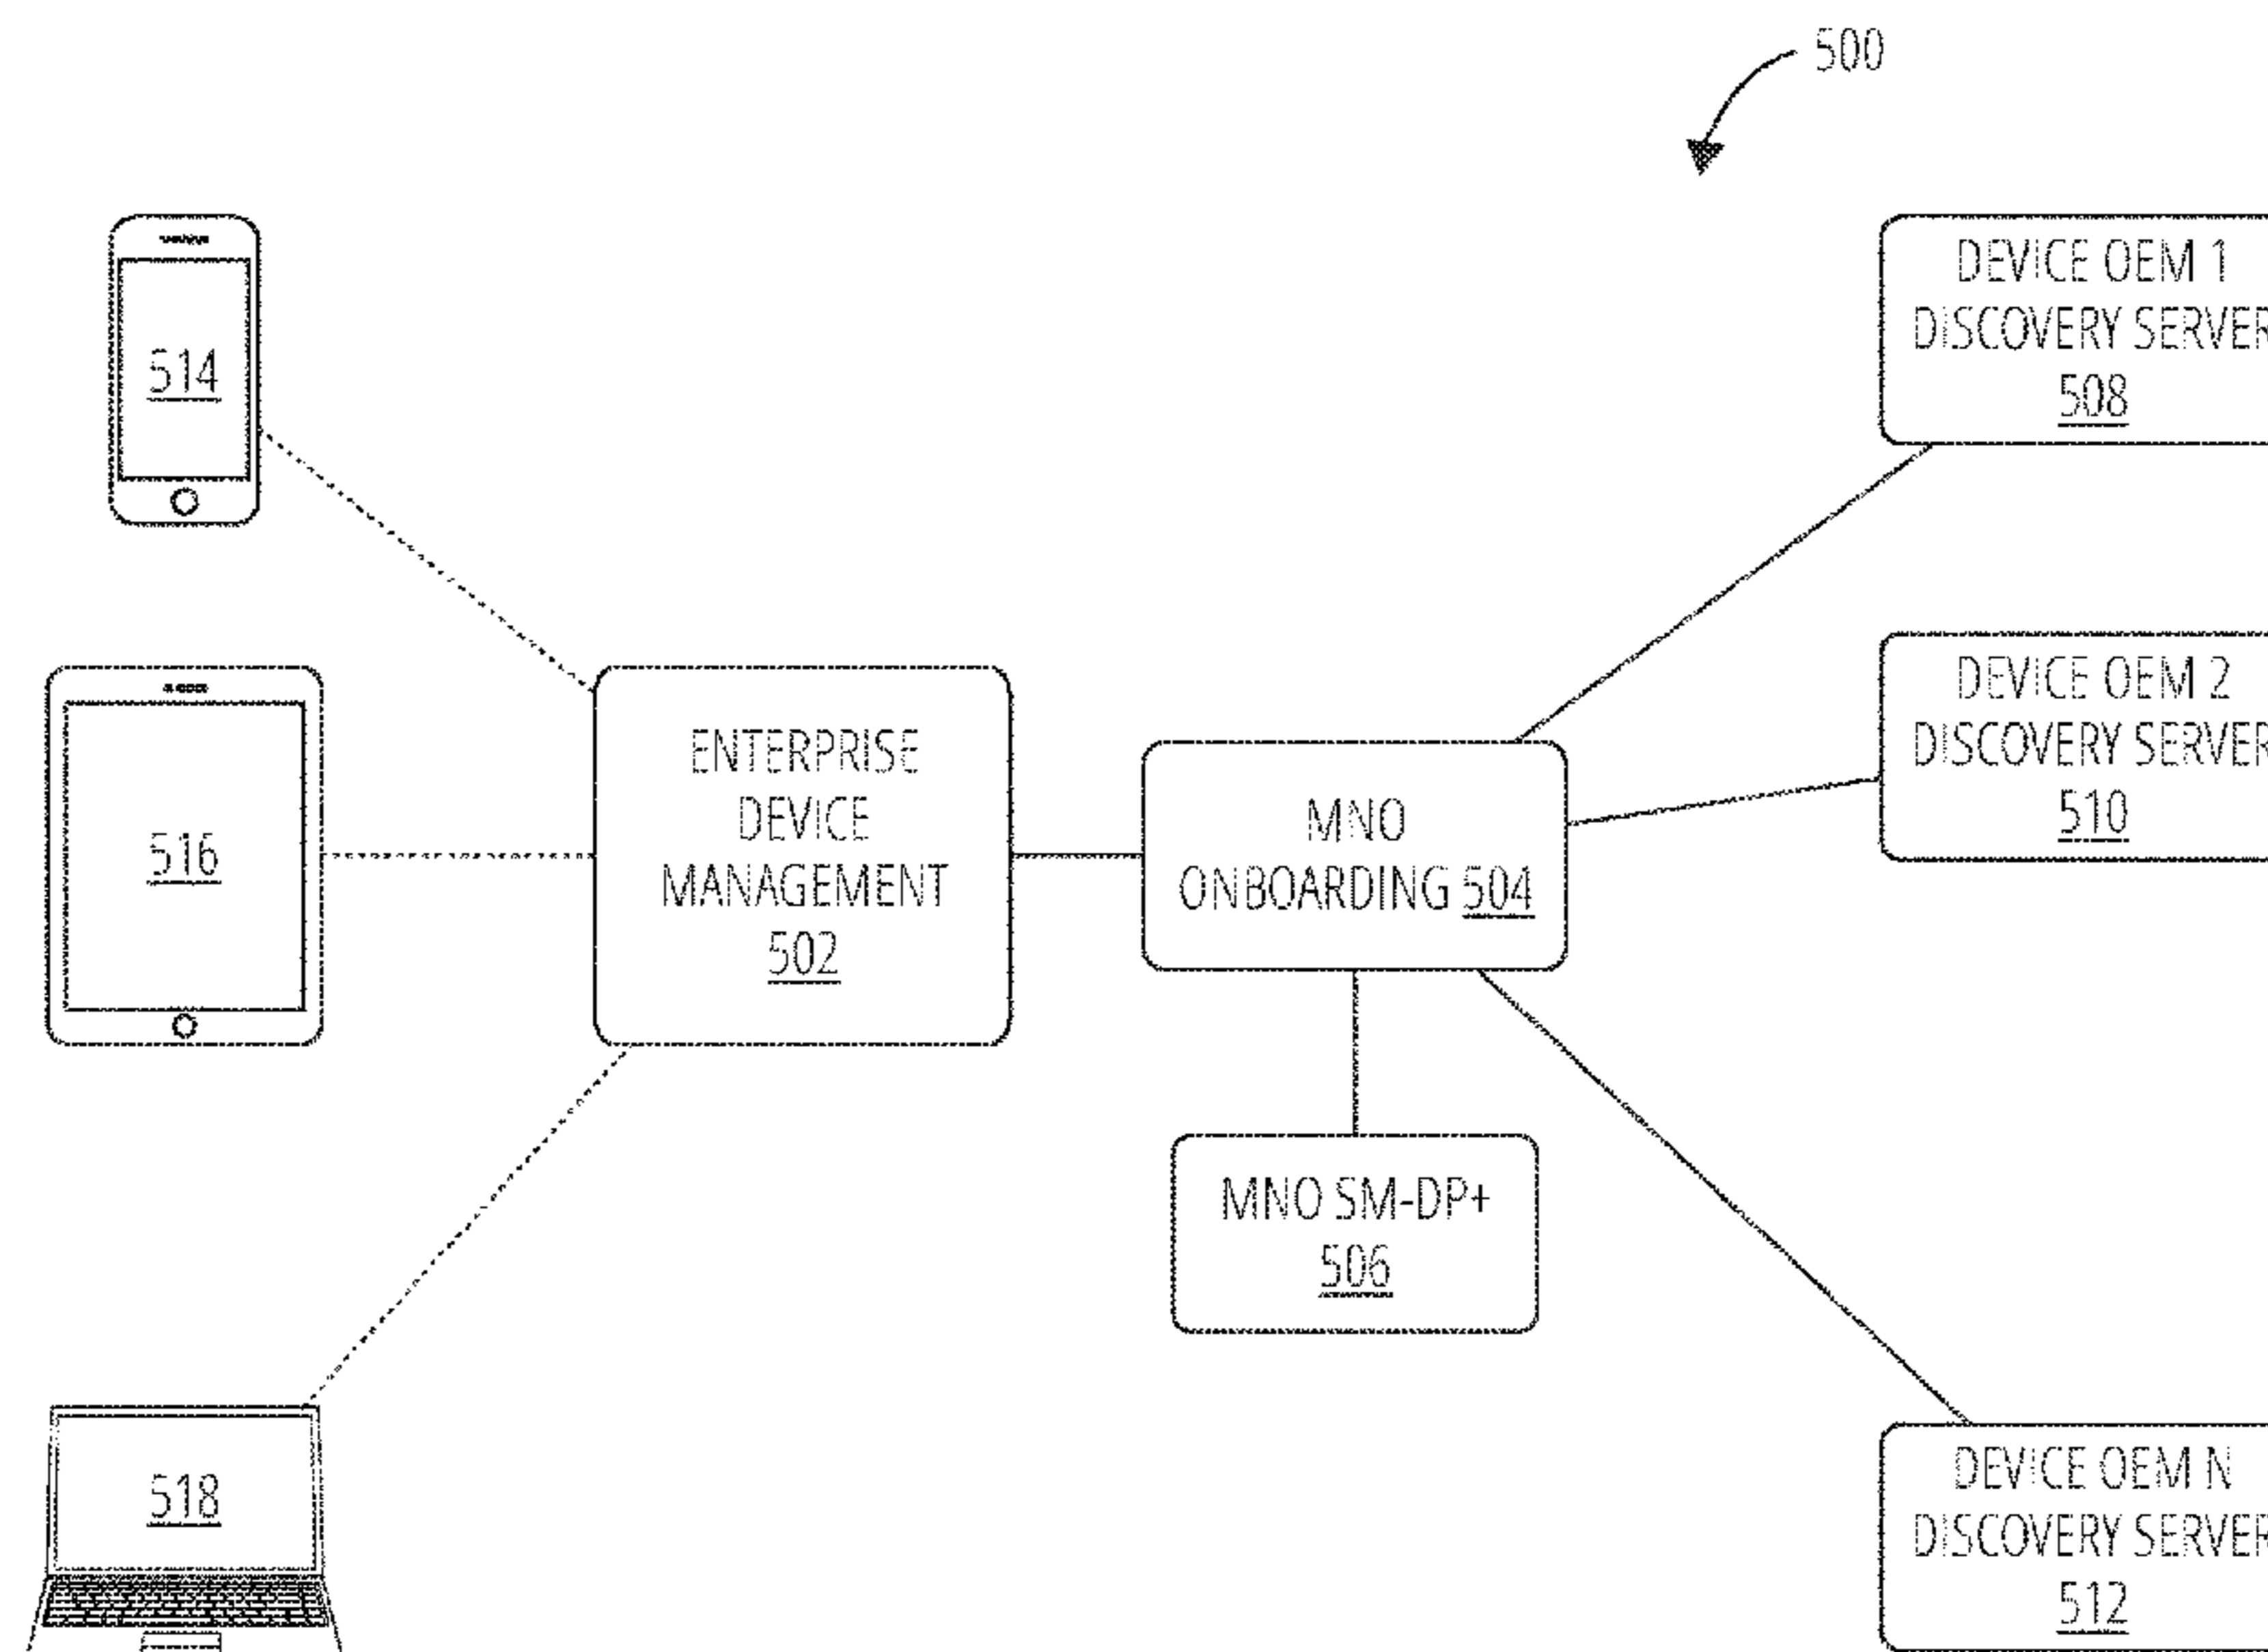 500
514
DEVICE OEM 1
DISCOVERY SERVER
508
516
ENTERPRISE
DEVICE
MANAGEMENT
502
MNO
ONBOARDING 504
DEVICE OEM 2
DISCOVERY SERVER
510
MNO SM-DP+
506
518
DEVICE OEM N
DISCOVERY SERVER
512